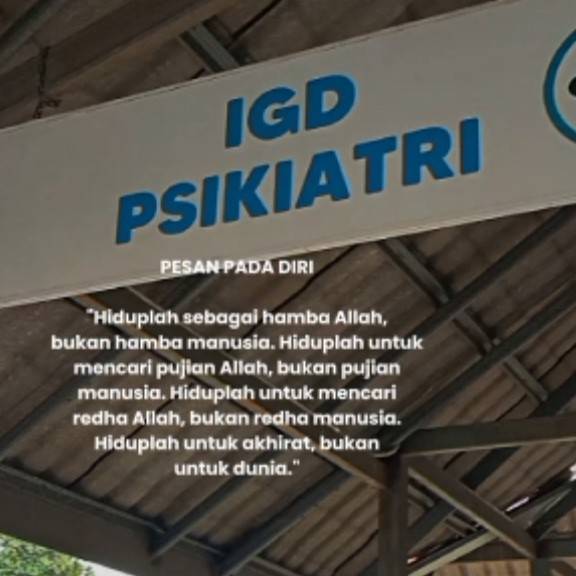 IGD
PSIKIATRI
PESAN PADA DIRI
"Hiduplah sebagai hamba Allah,
bukan hamba manusia. Hiduplah untuk
mencari pujian Allah, bukan pujian
manusia. Hiduplah untuk mencari
redha Allah, bukan redha manusia.
Hiduplah untuk akhirat, bukan
untuk dunia."